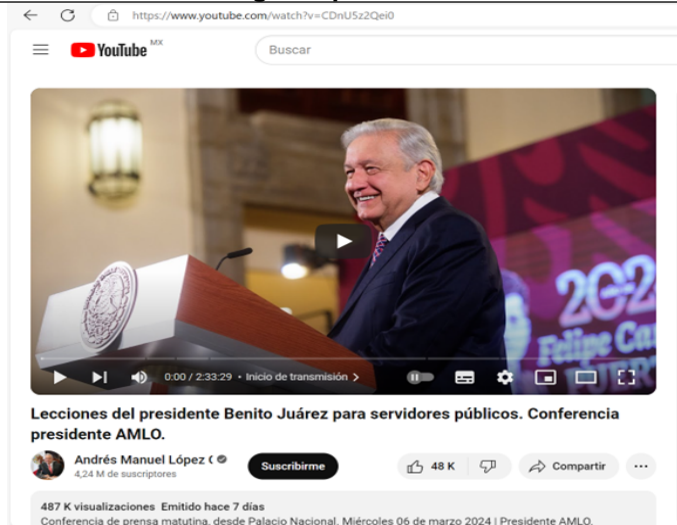 https://www.youtube.com/watch?v=CDnU5z2Qei0
YouTube MX
Buscar
202
Felipe Ca
0:00 / 2:33:29 • Inicio de transmisión >
Lecciones del presidente Benito Juárez para servidores públicos. Conferencia
presidente AMLO.
Andrés Manuel López (
4,24 M de suscriptores
Suscribirme
48 K
Compartir
487 K visualizaciones Emitido hace 7 días
Conferencia de prensa matutina, desde Palacio Nacional. Miércoles 06 de marzo 2024 | Presidente AMLO.